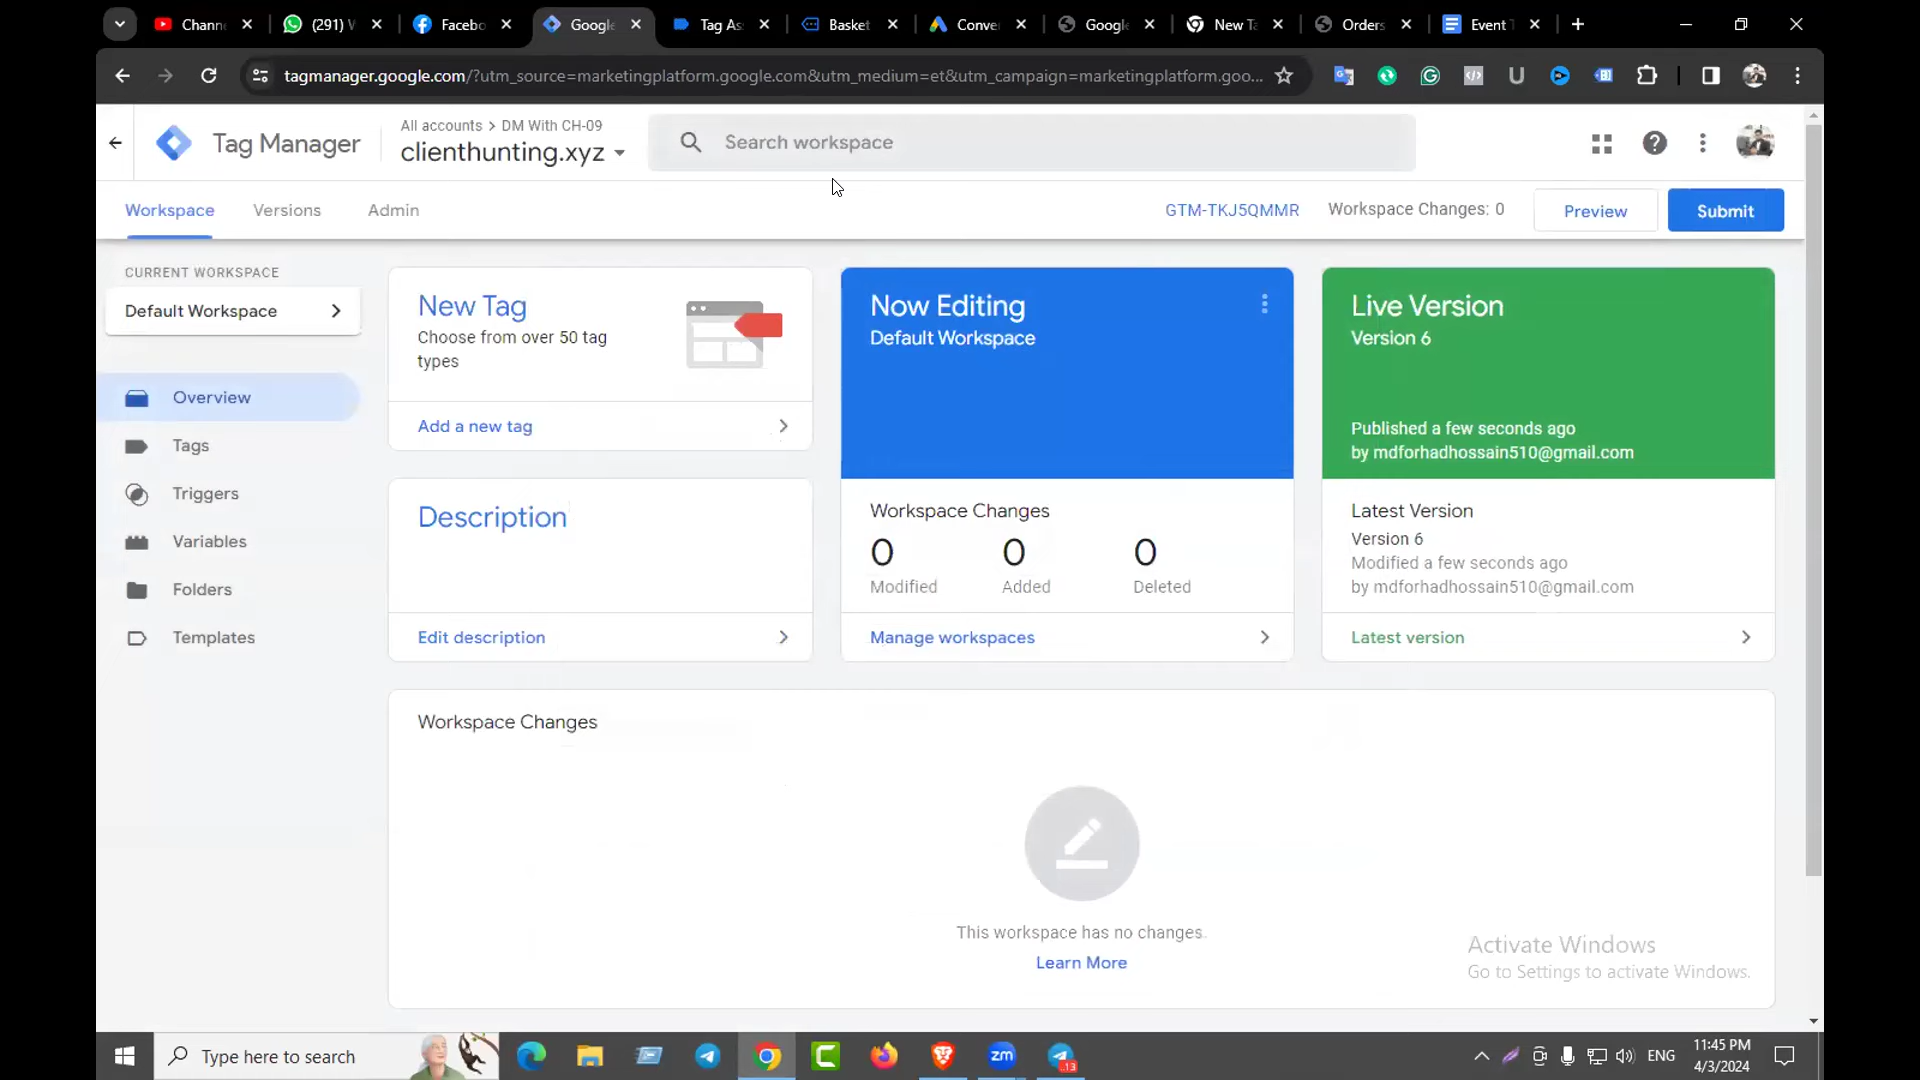 Chann
(291) V
Facebo
Google
Tag As
Basket
Conve
Google
New Ta
Orders
Event T
tagmanager.google.com/?utm_source=marketingplatform.google.com&utm_medium=et&utm_campaign=marketingplatform.goo...
Tag Manager
All accounts > DM With CH-09
clienthunting.xyz
Search workspace
Workspace
Versions
Admin
GTM-TKJ5QMMR
Workspace Changes: 0
Preview
Submit
CURRENT WORKSPACE
Default Workspace
Overview
Tags
Triggers
Variables
Folders
Templates
New Tag
Choose from over 50 tag
types
Add a new tag
Description
Edit description
Now Editing
Default Workspace
Workspace Changes
0 0 0
Modified Added Deleted
Manage workspaces
Live Version
Version 6
Published a few seconds ago
by mdforhadhossain510@gmail.com
Latest Version
Version 6
Modified a few seconds ago
by mdforhadhossain510@gmail.com
Latest version
Workspace Changes
This workspace has no changes.
Learn More
Activate Windows
Go to Settings to activate Windows.
Type here to search
zm
13
ENG
11:45 PM
4/3/2024